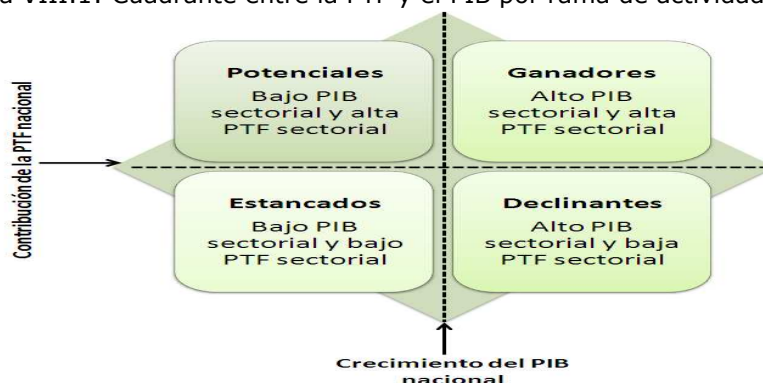 VIII.1. Cuadrante entre la PTF y el PIB por rama de actividad
Potenciales
Bajo PIB
sectorial y alta
PTF sectorial
Ganadores
Alto PIB
sectorial y alta
PTF sectorial
Contribución de la PTF nacional
Estancados
Bajo PIB
sectorial y bajo
PTF sectorial
Declinantes
Alto PIB
sectorial y baja
PTF sectorial
Crecimiento del PIB
nacional